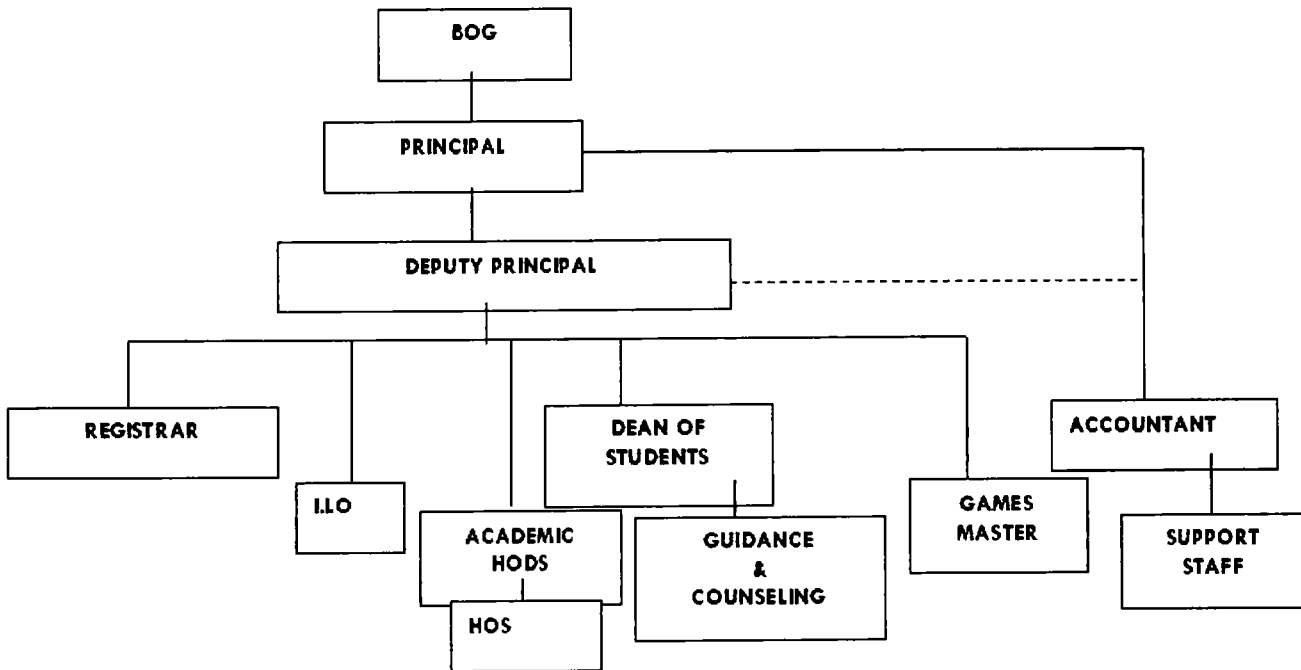 BOG
PRINCIPAL
DEPUTY PRINCIPAL
REGISTRAR
I.LO
ACADEMIC
HODS
HOS
DEAN OF
STUDENTS
GUIDANCE
&
COUNSELING
GAMES
MASTER
ACCOUNTANT
SUPPORT
STAFF